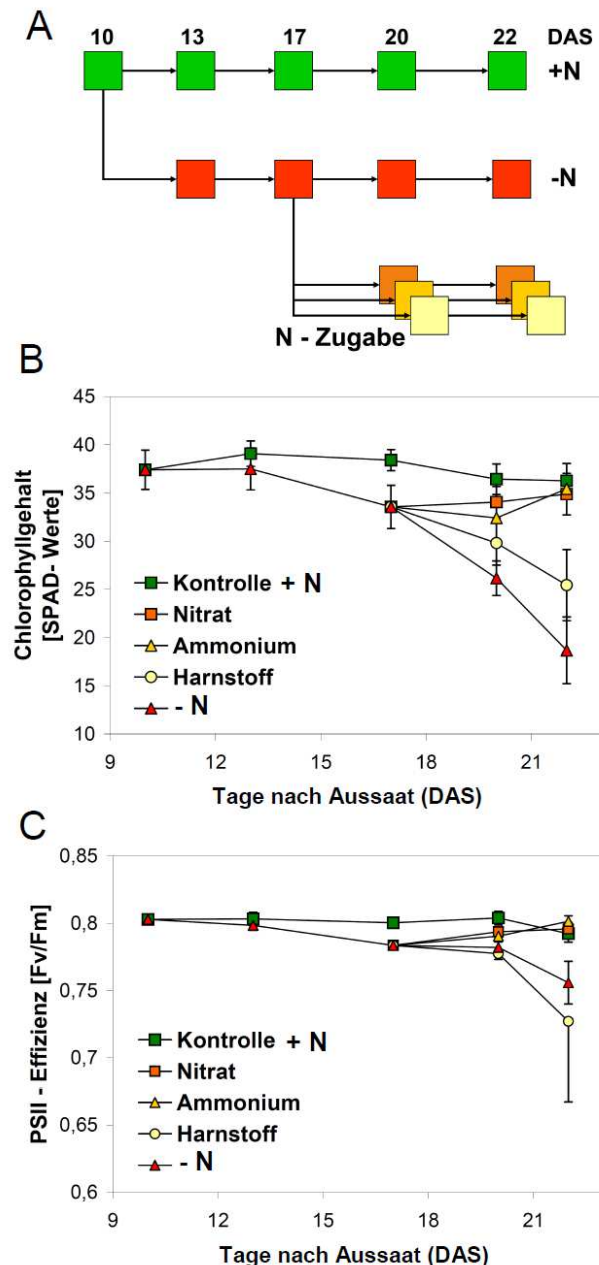 A
10 13 17 20 22 DAS
+N
-N
N - Zugabe
B
Chlorophyllgehalt
[SPAD- Werte]
45
40
35
30
25
20
15
10
Kontrolle + N
Nitrat
Ammonium
Harnstoff
- N
9 12 15 18 21
Tage nach Aussaat (DAS)
C
PSII - Effizienz [Fv/Fm]
0,85
0,8
0,75
0,7
0,65
0,6
Kontrolle + N
Nitrat
Ammonium
Harnstoff
- N
9 12 15 18 21
Tage nach Aussaat (DAS)